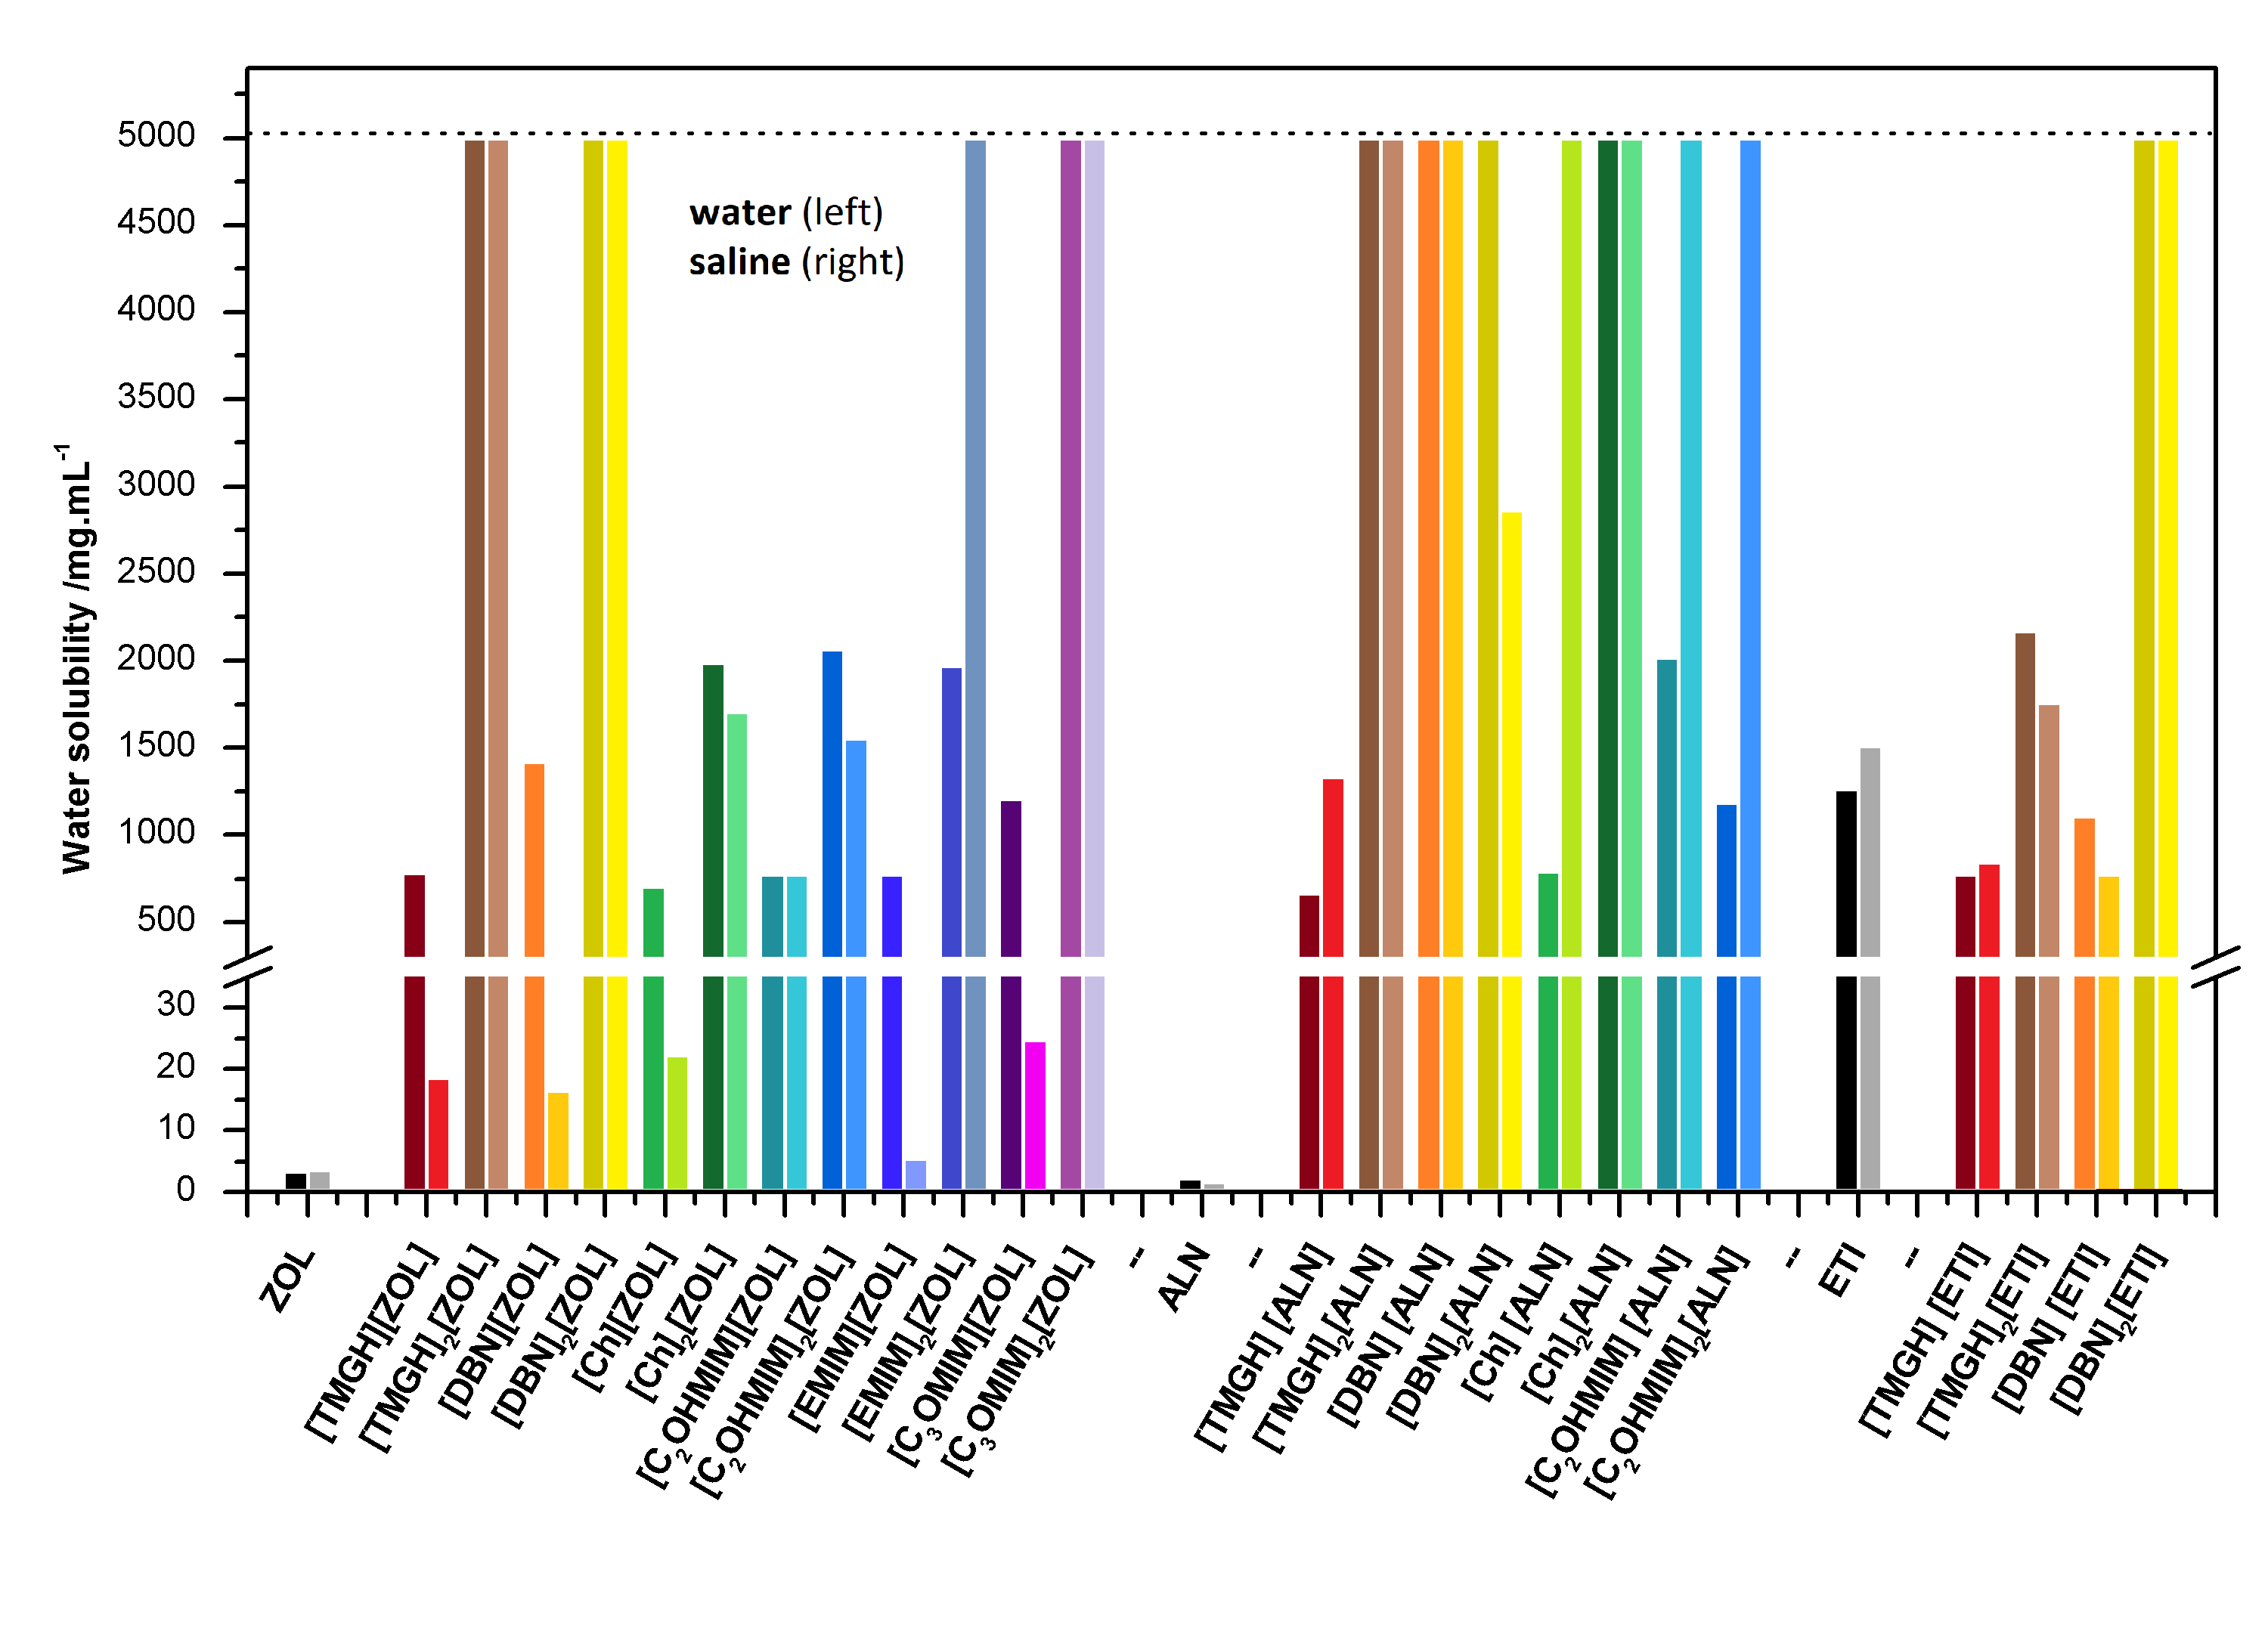 water (left)
saline (right)
Water solubility /mg.mL-1
5000
4500
4000
3500
3000
2500
2000
1500
1000
500
30
20
10
0
ZOL
[TMGH][ZOL]
[TMGH]2[ZOL]
[DBN][ZOL]
[DBN]2[ZOL]
[Ch][ZOL]
[Ch]2[ZOL]
[C2OHMIM][ZOL]
[C2OHMIM]2[ZOL]
[EMIM][ZOL]
[EMIM]2[ZOL]
[C3OMIM][ZOL]
[C3OMIM]2[ZOL]
--
ALN
--
[TMGH] [ALN]
[TMGH]2[ALN]
[DBN] [ALN]
[DBN]2[ALN]
[Ch] [ALN]
[Ch]2[ALN]
[C2OHMIM] [ALN]
[C2OHMIM]2[ALN]
--
ETI
--
[TMGH] [ETI]
[TMGH]2[ETI]
[DBN] [ETI]
[DBN]2[ETI]